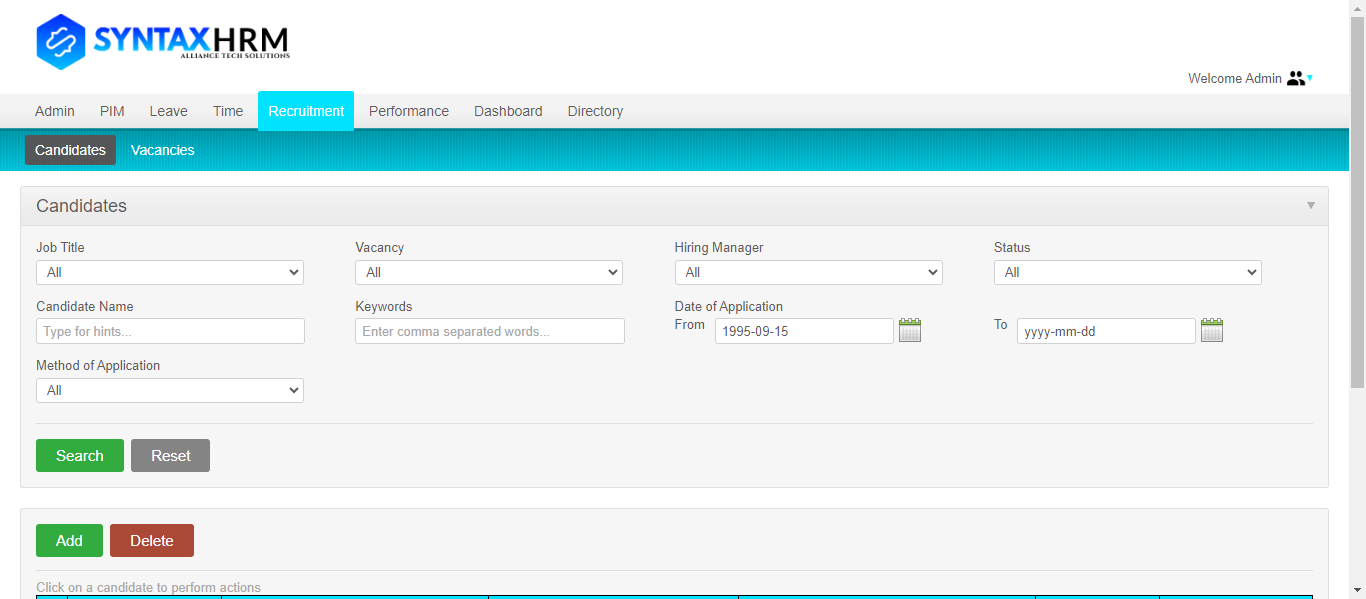 SYNTAXHRM
ALLIANCE TECH SOLUTIONS
Welcome Admin
Admin PIM Leave Time Recruitment Performance Dashboard Directory
Candidates Vacancies
Candidates
Job Title Vacancy Hiring Manager Status
All All All All
Candidate Name Keywords Date of Application
Type for hints... Enter comma separated words... From 1995-09-15 To yyyy-mm-dd
Method of Application
All
Search Reset
Add Delete
Click on a candidate to perform actions